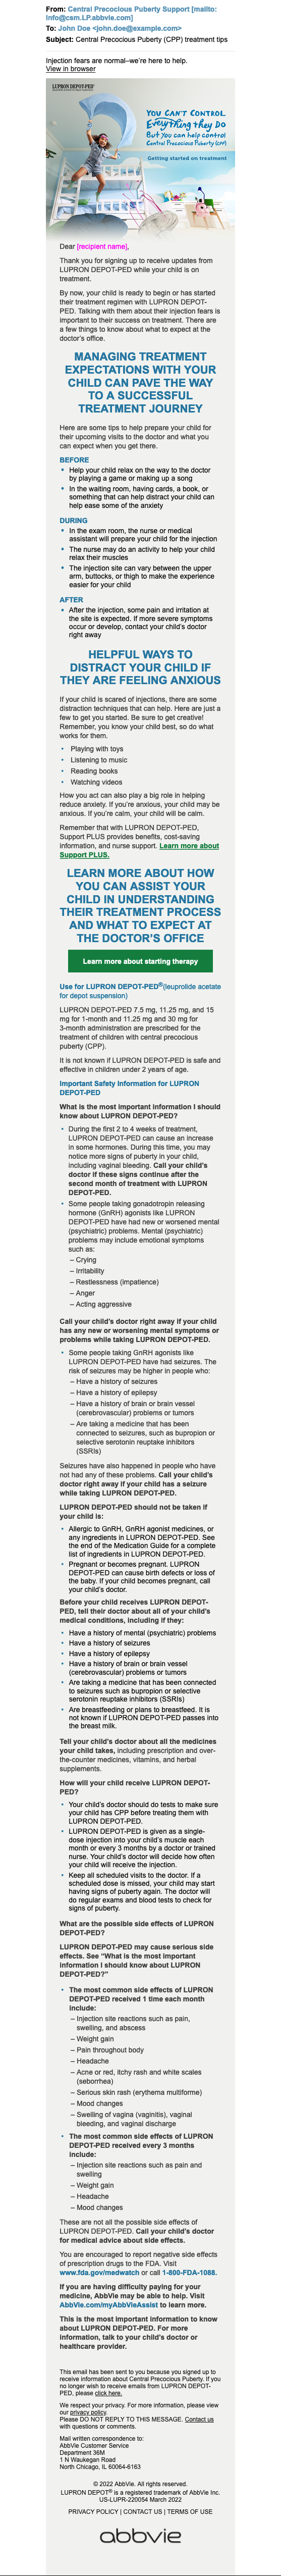 From: Central Precocious Puberty Support [mailto:
Info@csm.LP.abbvie.com]
To: John Doe <john.doe@example.com>
Subject: Central Precocious Puberty (CPP) treatment tips
Injection fears are normal–we're here to help.
View in browser
LUPRON DEPOT-PED
YOU CAN'T CONTROL
Everything they Do
But you can help control
Central Precocious Puberty (CPP)
Getting started on treatment
Dear [recipient name],
Thank you for signing up to receive updates from
LUPRON DEPOT-PED while your child is on
treatment.
By now, your child is ready to begin or has started
their treatment regimen with LUPRON DEPOT-
PED. Talking with them about their injection fears is
important to their success on treatment. There are
a few things to know about what to expect at the
doctor's office.
MANAGING TREATMENT
EXPECTATIONS WITH YOUR
CHILD CAN PAVE THE WAY
TO A SUCCESSFUL
TREATMENT JOURNEY
Here are some tips to help prepare your child for
their upcoming visits to the doctor and what you
can expect when you get there.
BEFORE
• Help your child relax on the way to the doctor
by playing a game or making up a song
• In the waiting room, having cards, a book, or
something that can help distract your child can
help ease some of the anxiety
DURING
• In the exam room, the nurse or medical
assistant will prepare your child for the injection
• The nurse may do an activity to help your child
relax their muscles
• The injection site can vary between the upper
arm, buttocks, or thigh to make the experience
easier for your child
AFTER
• After the injection, some pain and irritation at
the site is expected. If more severe symptoms
occur or develop, contact your child's doctor
right away
HELPFUL WAYS TO
DISTRACT YOUR CHILD IF
THEY ARE FEELING ANXIOUS
If your child is scared of injections, there are some
distraction techniques that can help. Here are just a
few to get you started. Be sure to get creative!
Remember, you know your child best, so do what
works for them.
• Playing with toys
• Listening to music
• Reading books
• Watching videos
How you act can also play a big role in helping
reduce anxiety. If you're anxious, your child may be
anxious. If you're calm, your child will be calm.
Remember that with LUPRON DEPOT-PED,
Support PLUS provides benefits, cost-saving
information, and nurse support. Learn more about
Support PLUS.
LEARN MORE ABOUT HOW
YOU CAN ASSIST YOUR
CHILD IN UNDERSTANDING
THEIR TREATMENT PROCESS
AND WHAT TO EXPECT AT
THE DOCTOR'S OFFICE
Learn more about starting therapy
Use for LUPRON DEPOT-PED®(leuprolide acetate
for depot suspension)
LUPRON DEPOT-PED 7.5 mg, 11.25 mg, and 15
mg for 1-month and 11.25 mg and 30 mg for
3-month administration are prescribed for the
treatment of children with central precocious
puberty (CPP).
It is not known if LUPRON DEPOT-PED is safe and
effective in children under 2 years of age.
Important Safety Information for LUPRON
DEPOT-PED
What is the most important information I should
know about LUPRON DEPOT-PED?
• During the first 2 to 4 weeks of treatment,
LUPRON DEPOT-PED can cause an increase
in some hormones. During this time, you may
notice more signs of puberty in your child,
including vaginal bleeding. Call your child's
doctor if these signs continue after the
second month of treatment with LUPRON
DEPOT-PED.
• Some people taking gonadotropin releasing
hormone (GnRH) agonists like LUPRON
DEPOT-PED have had new or worsened mental
(psychiatric) problems. Mental (psychiatric)
problems may include emotional symptoms
such as:
– Crying
– Irritability
– Restlessness (impatience)
– Anger
– Acting aggressive
Call your child's doctor right away if your child
has any new or worsening mental symptoms or
problems while taking LUPRON DEPOT-PED.
• Some people taking GnRH agonists like
LUPRON DEPOT-PED have had seizures. The
risk of seizures may be higher in people who:
– Have a history of seizures
– Have a history of epilepsy
– Have a history of brain or brain vessel
(cerebrovascular) problems or tumors
– Are taking a medicine that has been
connected to seizures, such as bupropion or
selective serotonin reuptake inhibitors
(SSRIs)
Seizures have also happened in people who have
not had any of these problems. Call your child's
doctor right away if your child has a seizure
while taking LUPRON DEPOT-PED.
LUPRON DEPOT-PED should not be taken if
your child is:
• Allergic to GnRH, GnRH agonist medicines, or
any ingredients in LUPRON DEPOT-PED. See
the end of the Medication Guide for a complete
list of ingredients in LUPRON DEPOT-PED.
• Pregnant or becomes pregnant. LUPRON
DEPOT-PED can cause birth defects or loss of
the baby. If your child becomes pregnant, call
your child's doctor.
Before your child receives LUPRON DEPOT-
PED, tell their doctor about all of your child's
medical conditions, including if they:
• Have a history of mental (psychiatric) problems
• Have a history of seizures
• Have a history of epilepsy
• Have a history of brain or brain vessel
(cerebrovascular) problems or tumors
• Are taking a medicine that has been connected
to seizures such as bupropion or selective
serotonin reuptake inhibitors (SSRIs)
• Are breastfeeding or plans to breastfeed. It is
not known if LUPRON DEPOT-PED passes into
the breast milk.
Tell your child's doctor about all the medicines
your child takes, including prescription and over-
the-counter medicines, vitamins, and herbal
supplements.
How will your child receive LUPRON DEPOT-
PED?
• Your child's doctor should do tests to make sure
your child has CPP before treating them with
LUPRON DEPOT-PED.
• LUPRON DEPOT-PED is given as a single-
dose injection into your child's muscle each
month or every 3 months by a doctor or trained
nurse. Your child's doctor will decide how often
your child will receive the injection.
• Keep all scheduled visits to the doctor. If a
scheduled dose is missed, your child may start
having signs of puberty again. The doctor will
do regular exams and blood tests to check for
signs of puberty.
What are the possible side effects of LUPRON
DEPOT-PED?
LUPRON DEPOT-PED may cause serious side
effects. See "What is the most important
information I should know about LUPRON
DEPOT-PED?"
• The most common side effects of LUPRON
DEPOT-PED received 1 time each month
include:
– Injection site reactions such as pain,
swelling, and abscess
– Weight gain
– Pain throughout body
– Headache
– Acne or red, itchy rash and white scales
(seborrhea)
– Serious skin rash (erythema multiforme)
– Mood changes
– Swelling of vagina (vaginitis), vaginal
bleeding, and vaginal discharge
• The most common side effects of LUPRON
DEPOT-PED received every 3 months
include:
– Injection site reactions such as pain and
swelling
– Weight gain
– Headache
– Mood changes
These are not all the possible side effects of
LUPRON DEPOT-PED. Call your child's doctor
for medical advice about side effects.
You are encouraged to report negative side effects
of prescription drugs to the FDA. Visit
www.fda.gov/medwatch or call 1-800-FDA-1088.
If you are having difficulty paying for your
medicine, AbbVie may be able to help. Visit
AbbVie.com/myAbbVieAssist to learn more.
This is the most important information to know
about LUPRON DEPOT-PED. For more
information, talk to your child's doctor or
healthcare provider.
This email has been sent to you because you signed up to
receive information about Central Precocious Puberty. If you
no longer wish to receive emails from LUPRON DEPOT-
PED, please click here.
We respect your privacy. For more information, please view
our privacy policy.
Please DO NOT REPLY TO THIS MESSAGE. Contact us
with questions or comments.
Mail written correspondence to:
AbbVie Customer Service
Department 36M
1 N Waukegan Road
North Chicago, IL 60064-6163
© 2022 AbbVie. All rights reserved.
LUPRON DEPOT® is a registered trademark of AbbVie Inc.
US-LUPR-220054 March 2022
PRIVACY POLICY | CONTACT US | TERMS OF USE
abbvie